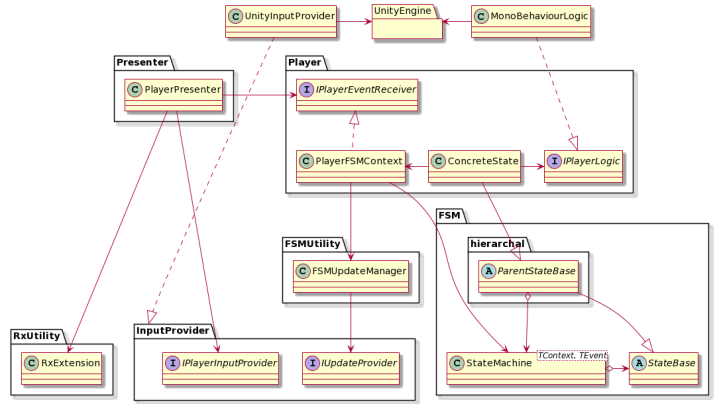 C UnityInputProvider
UnityEngine
C MonoBehaviourLogic
Presenter
C PlayerPresenter
Player
I IPlayerEventReceiver
C PlayerFSMContext
C ConcreteState
I IPlayerLogic
FSM
FSMUtility
C FSMUpdateManager
hierarchal
A ParentStateBase
RxUtility
C RxExtension
InputProvider
I IPlayerInputProvider
I IUpdateProvider
C StateMachine
TContext, TEvent
A StateBase